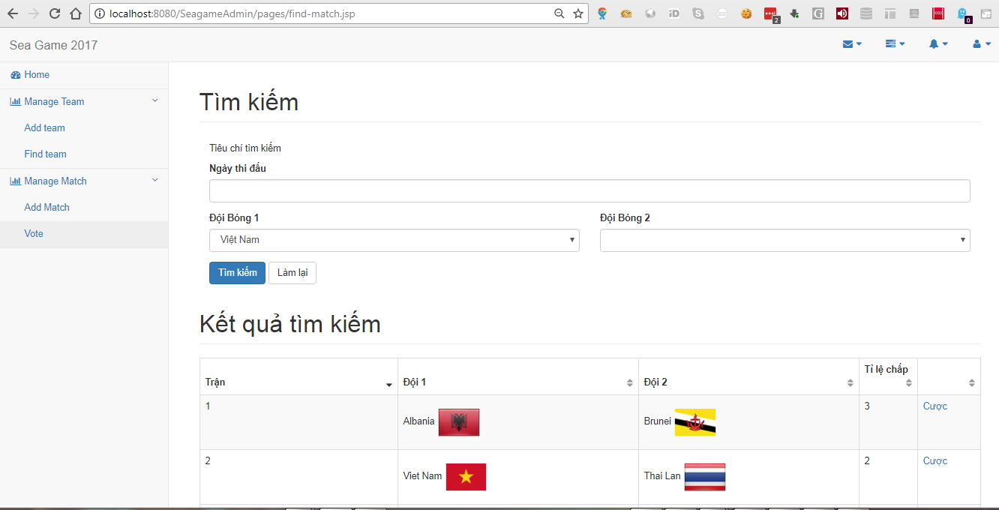 localhost:8080/SeagameAdmin/pages/find-match.jsp
2
0
Sea Game 2017
Home
Manage Team
Add team
Find team
Manage Match
Add Match
Vote
Tìm kiếm
Tiêu chí tìm kiếm
Ngày thi đấu
Đội Bóng 1 Đội Bóng 2
Việt Nam
Tìm kiếm Làm lại
Kết quả tìm kiếm
Trận Đội 1 Đội 2 Tỉ lệ chấp
1 Albania Brunei 3 Cược
2 Viet Nam Thai Lan 2 Cược